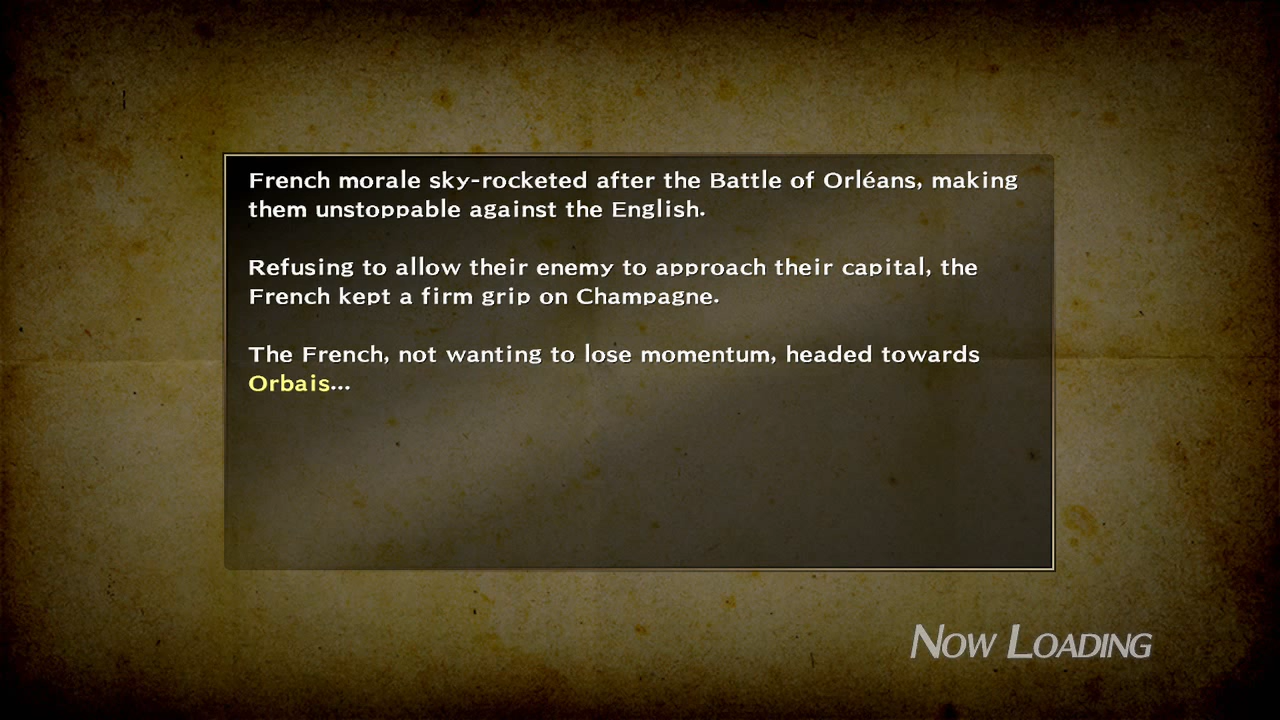 French morale sky-rocketed after the Battle of Orléans, making
them unstoppable against the English.
Refusing to allow their enemy to approach their capital, the
French kept a firm grip on Champagne.
The French, not wanting to lose momentum, headed towards
Orbais...
Now Loading